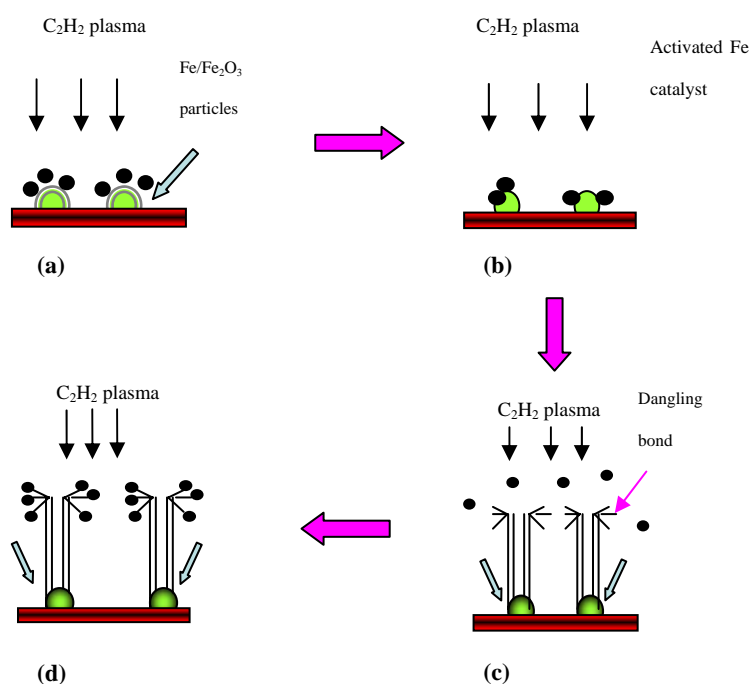 C₂H₂ plasma
Fe/Fe₂O₃
particles
(a)
C₂H₂ plasma
Activated Fe
catalyst
(b)
C₂H₂ plasma
(d)
C₂H₂ plasma
Dangling
bond
(c)